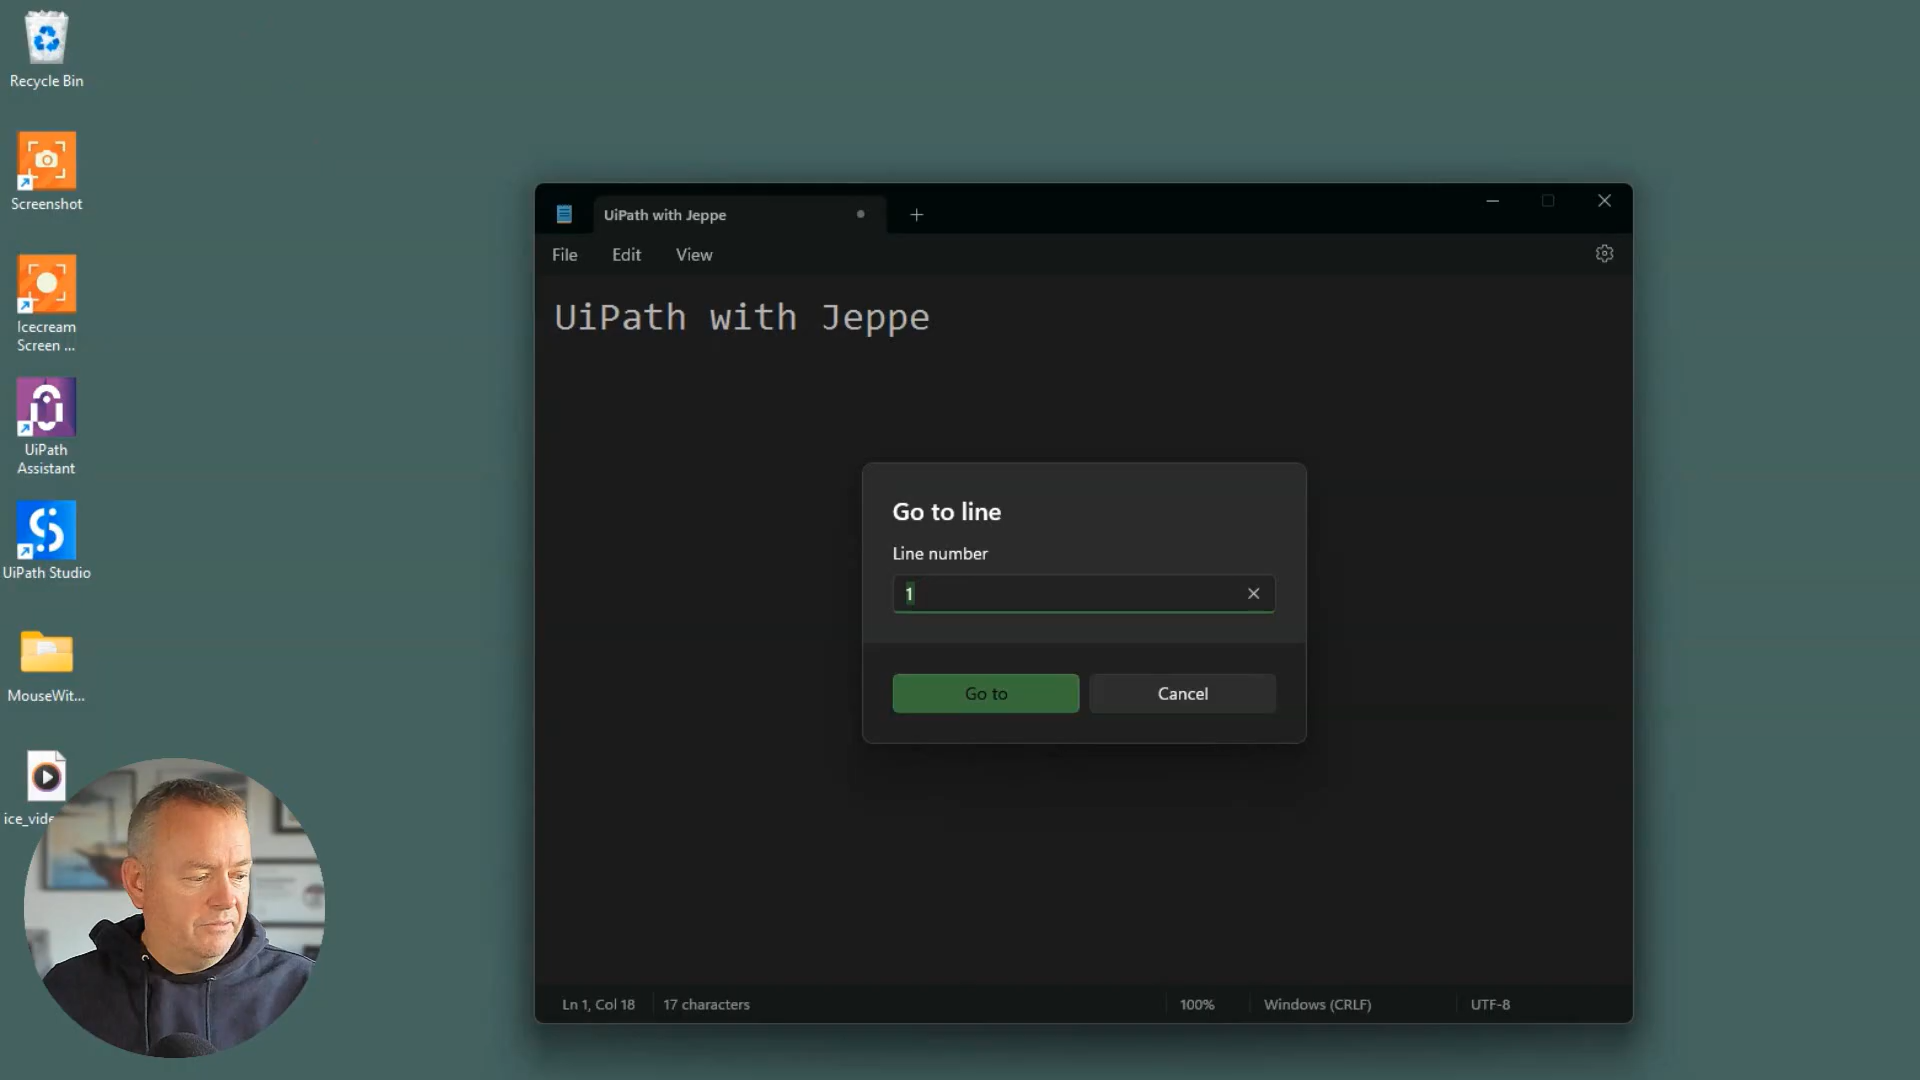 Recycle Bin
Screenshot
Icecream
Screen ...
UiPath
Assistant
UiPath Studio
MouseWit...
ice_vide
UiPath with Jeppe
File Edit View
UiPath with Jeppe
Go to line
Line number
1
Go to Cancel
Ln 1, Col 18 17 characters 100% Windows (CRLF) UTF-8